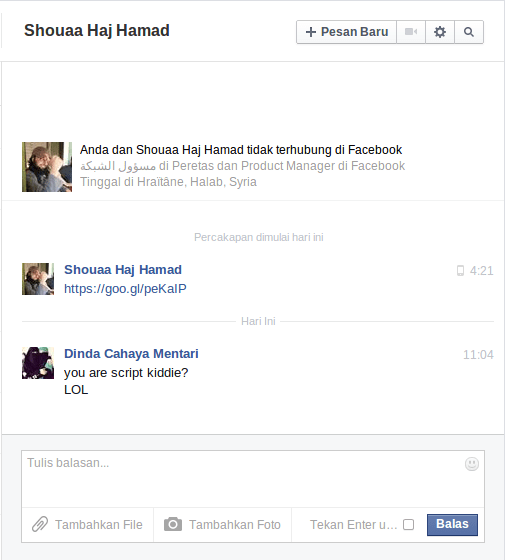 Shouaa Haj Hamad
Pesan Baru
Anda dan Shouaa Haj Hamad tidak terhubung di Facebook
مسؤول الشبكة di Peretas dan Product Manager di Facebook
Tinggal di Hraïtâne, Halab, Syria
Percakapan dimulai hari ini
Shouaa Haj Hamad 4:21
https://goo.gl/peKaIP
Hari Ini
Dinda Cahaya Mentari 11:04
you are script kiddie?
LOL
Tulis balasan...
Tambahkan File Tambahkan Foto Tekan Enter u... Balas